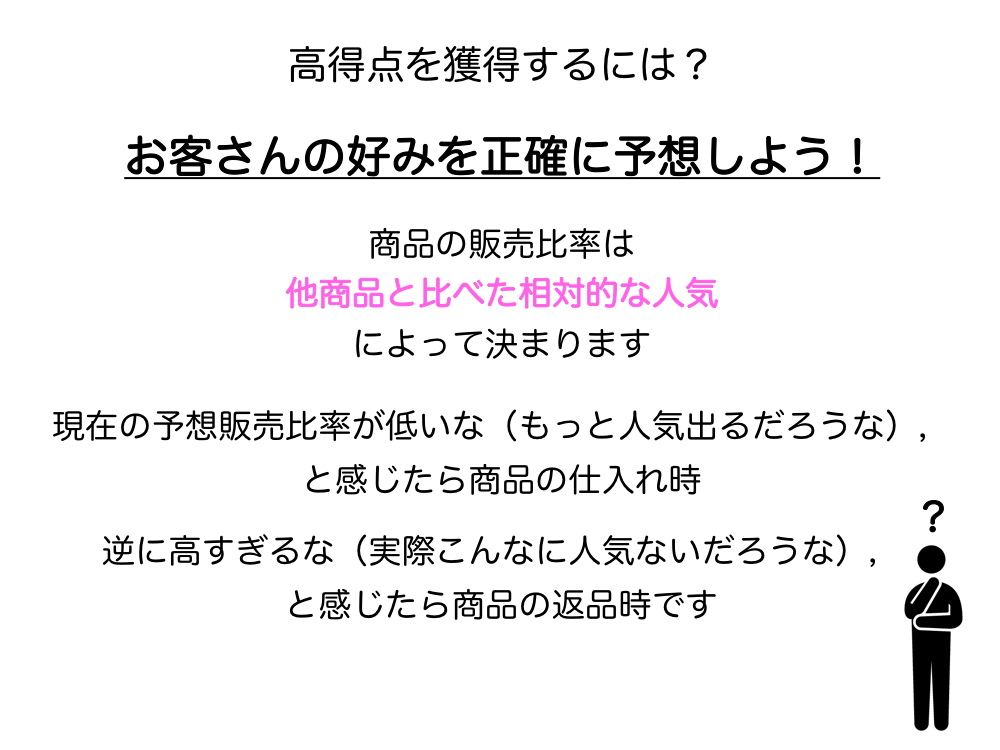 高得点を獲得するには？
お客さんの好みを正確に予想しよう！
商品の販売比率は
他商品と比べた相対的な人気
によって決まります
現在の予想販売比率が低いな（もっと人気出るだろうな）,
と感じたら商品の仕入れ時
逆に高すぎるな（実際こんなに人気ないだろうな）,
と感じたら商品の返品時です
?